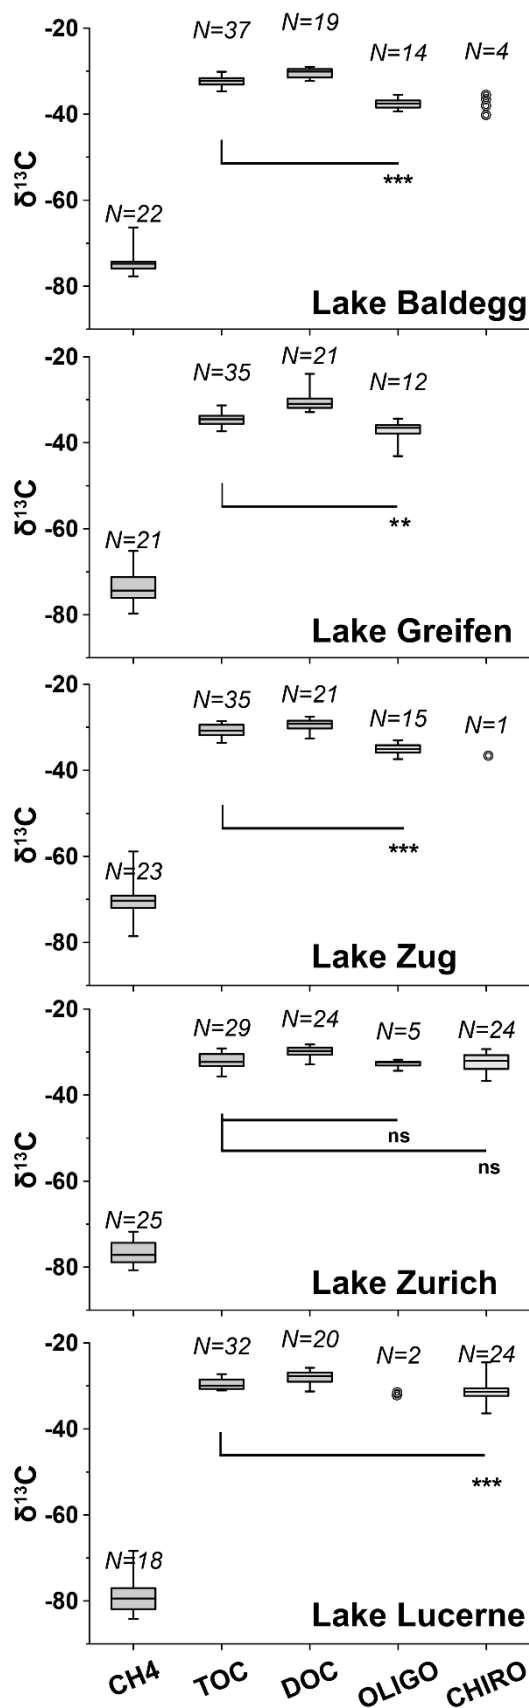 N=37 N=19 N=14 N=4
-20
-40
-60
-80
δ¹³C
***
N=22
Lake Baldegg
N=35 N=21 N=12
-20
-40
-60
-80
δ¹³C
**
N=21
Lake Greifen
N=35 N=21 N=15 N=1
-20
-40
-60
-80
δ¹³C
***
N=23
Lake Zug
N=29 N=24 N=5 N=24
-20
-40
-60
-80
δ¹³C
ns
ns
N=25
Lake Zurich
N=32 N=20 N=2 N=24
-20
-40
-60
-80
δ¹³C
***
N=18
Lake Lucerne
CH4 TOC DOC OLIGO CHIRO